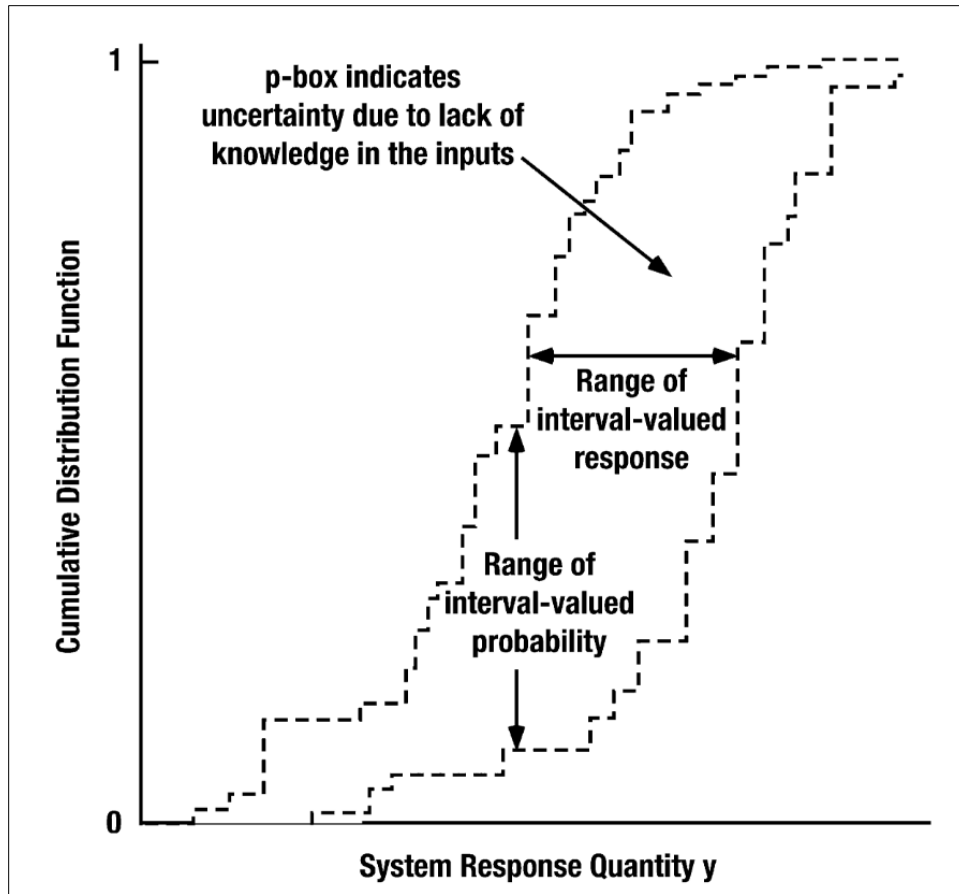 1
p-box indicates
uncertainty due to lack of
knowledge in the inputs
Range of
interval-valued
response
Range of
interval-valued
probability
Cumulative Distribution Function
0
System Response Quantity y